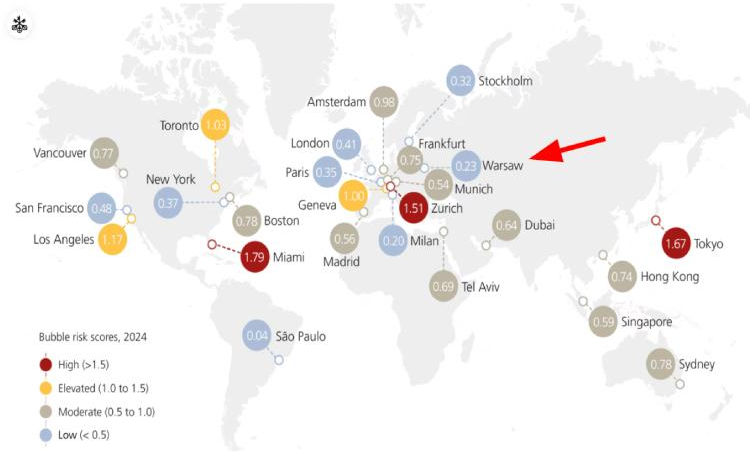 Stockholm
0.32
Amsterdam
0.98
Toronto
1.03
London
0.41
Frankfurt
0.75
Vancouver
0.77
Paris
0.35
Warsaw
0.23
New York
0.37
Munich
0.54
Geneva
1.00
Zurich
1.51
San Francisco
0.48
Boston
0.78
Dubai
0.64
Los Angeles
1.17
Madrid
0.56
Milan
0.20
Tokyo
1.67
Miami
1.79
Hong Kong
0.74
Tel Aviv
0.69
Singapore
0.59
São Paulo
0.04
Sydney
0.78
Bubble risk scores, 2024
High (>1.5)
Elevated (1.0 to 1.5)
Moderate (0.5 to 1.0)
Low (< 0.5)